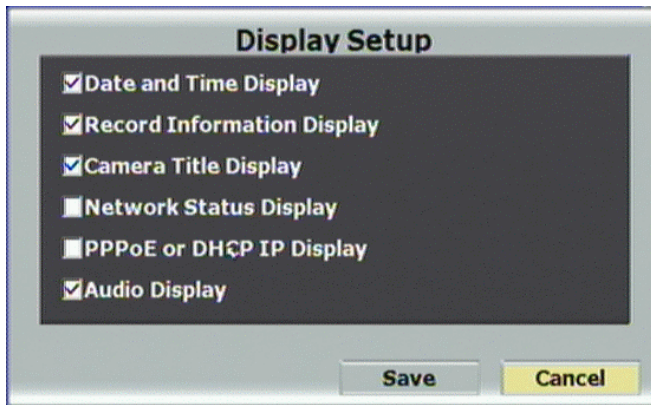 Display Setup
Date and Time Display
Record Information Display
Camera Title Display
Network Status Display
PPPoE or DHCP IP Display
Audio Display
Save Cancel